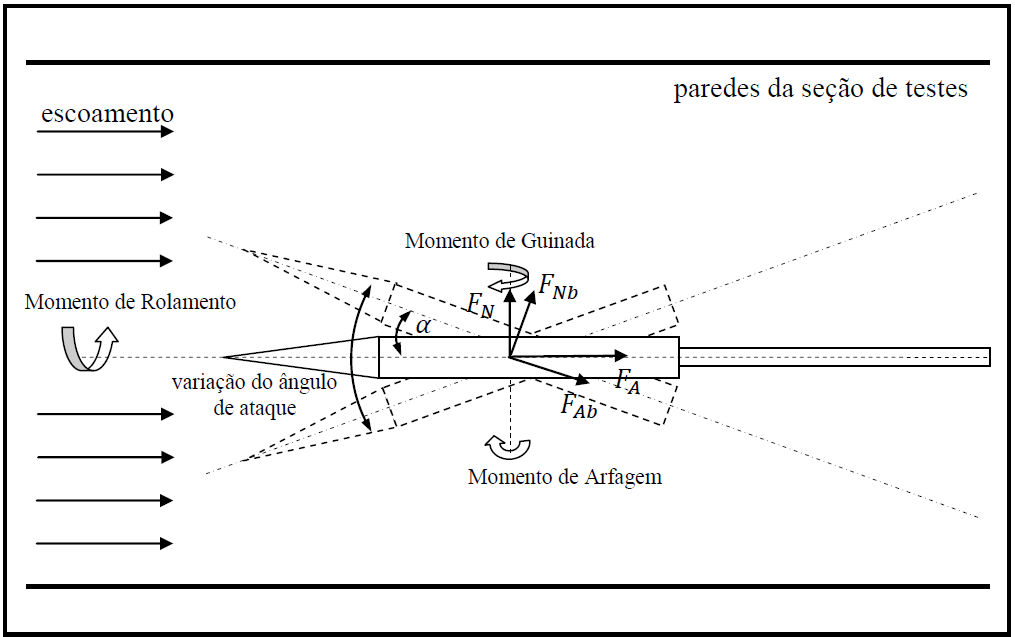 paredes da seção de testes
escoamento
Momento de Guinada
F_Nb
F_N
Momento de Rolamento
α
variação do ângulo
de ataque
F_A
F_Ab
Momento de Arfagem